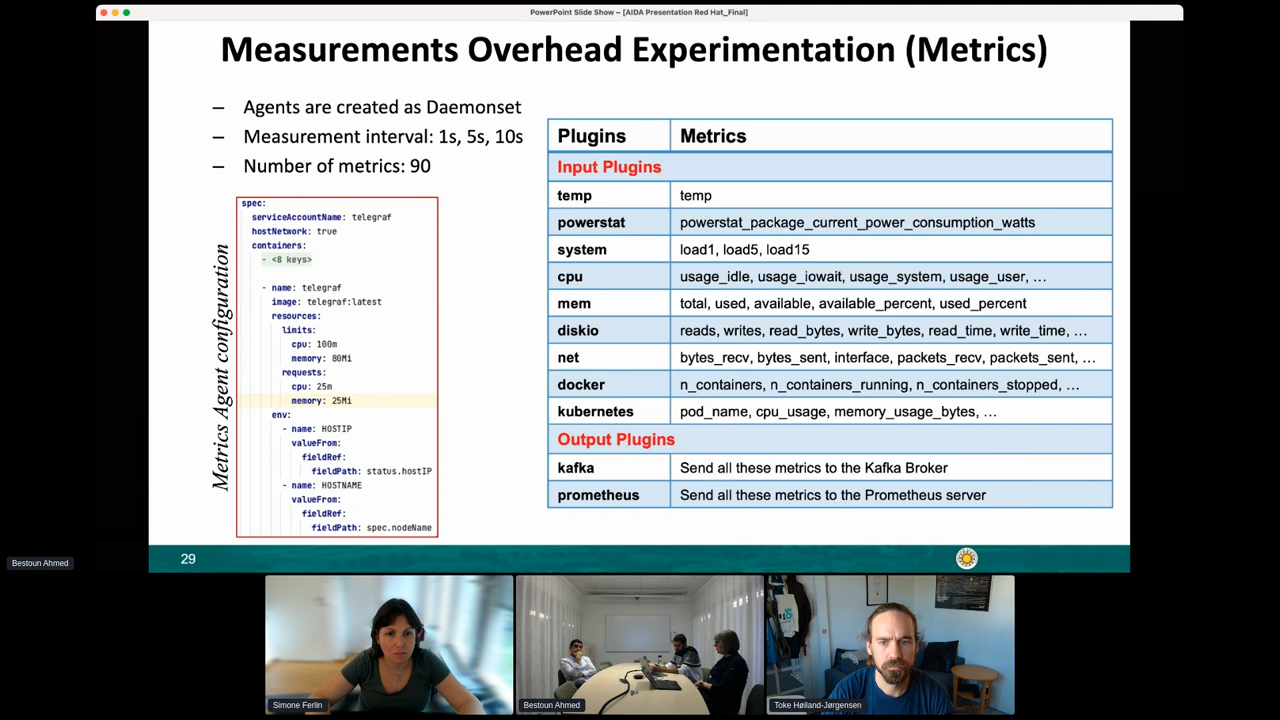 PowerPoint Slide Show – [AIDA Presentation Red Hat_Final]
Measurements Overhead Experimentation (Metrics)
– Agents are created as Daemonset
– Measurement interval: 1s, 5s, 10s
– Number of metrics: 90
Metrics Agent configuration
spec:
serviceAccountName: telegraf
hostNetwork: true
containers:
- <8 keys>
- name: telegraf
image: telegraf:latest
resources:
limits:
cpu: 100m
memory: 80Mi
requests:
cpu: 25m
memory: 25Mi
env:
- name: HOSTIP
valueFrom:
fieldRef:
fieldPath: status.hostIP
- name: HOSTNAME
valueFrom:
fieldRef:
fieldPath: spec.nodeName
Plugins Metrics
Input Plugins
temp temp
powerstat powerstat_package_current_power_consumption_watts
system load1, load5, load15
cpu usage_idle, usage_iowait, usage_system, usage_user, ...
mem total, used, available, available_percent, used_percent
diskio reads, writes, read_bytes, write_bytes, read_time, write_time, ...
net bytes_recv, bytes_sent, interface, packets_recv, packets_sent, ...
docker n_containers, n_containers_running, n_containers_stopped, ...
kubernetes pod_name, cpu_usage, memory_usage_bytes, ...
Output Plugins
kafka Send all these metrics to the Kafka Broker
prometheus Send all these metrics to the Prometheus server
29
Bestoun Ahmed
Simone Ferlin
Bestoun Ahmed
Toke Høiland-Jørgensen